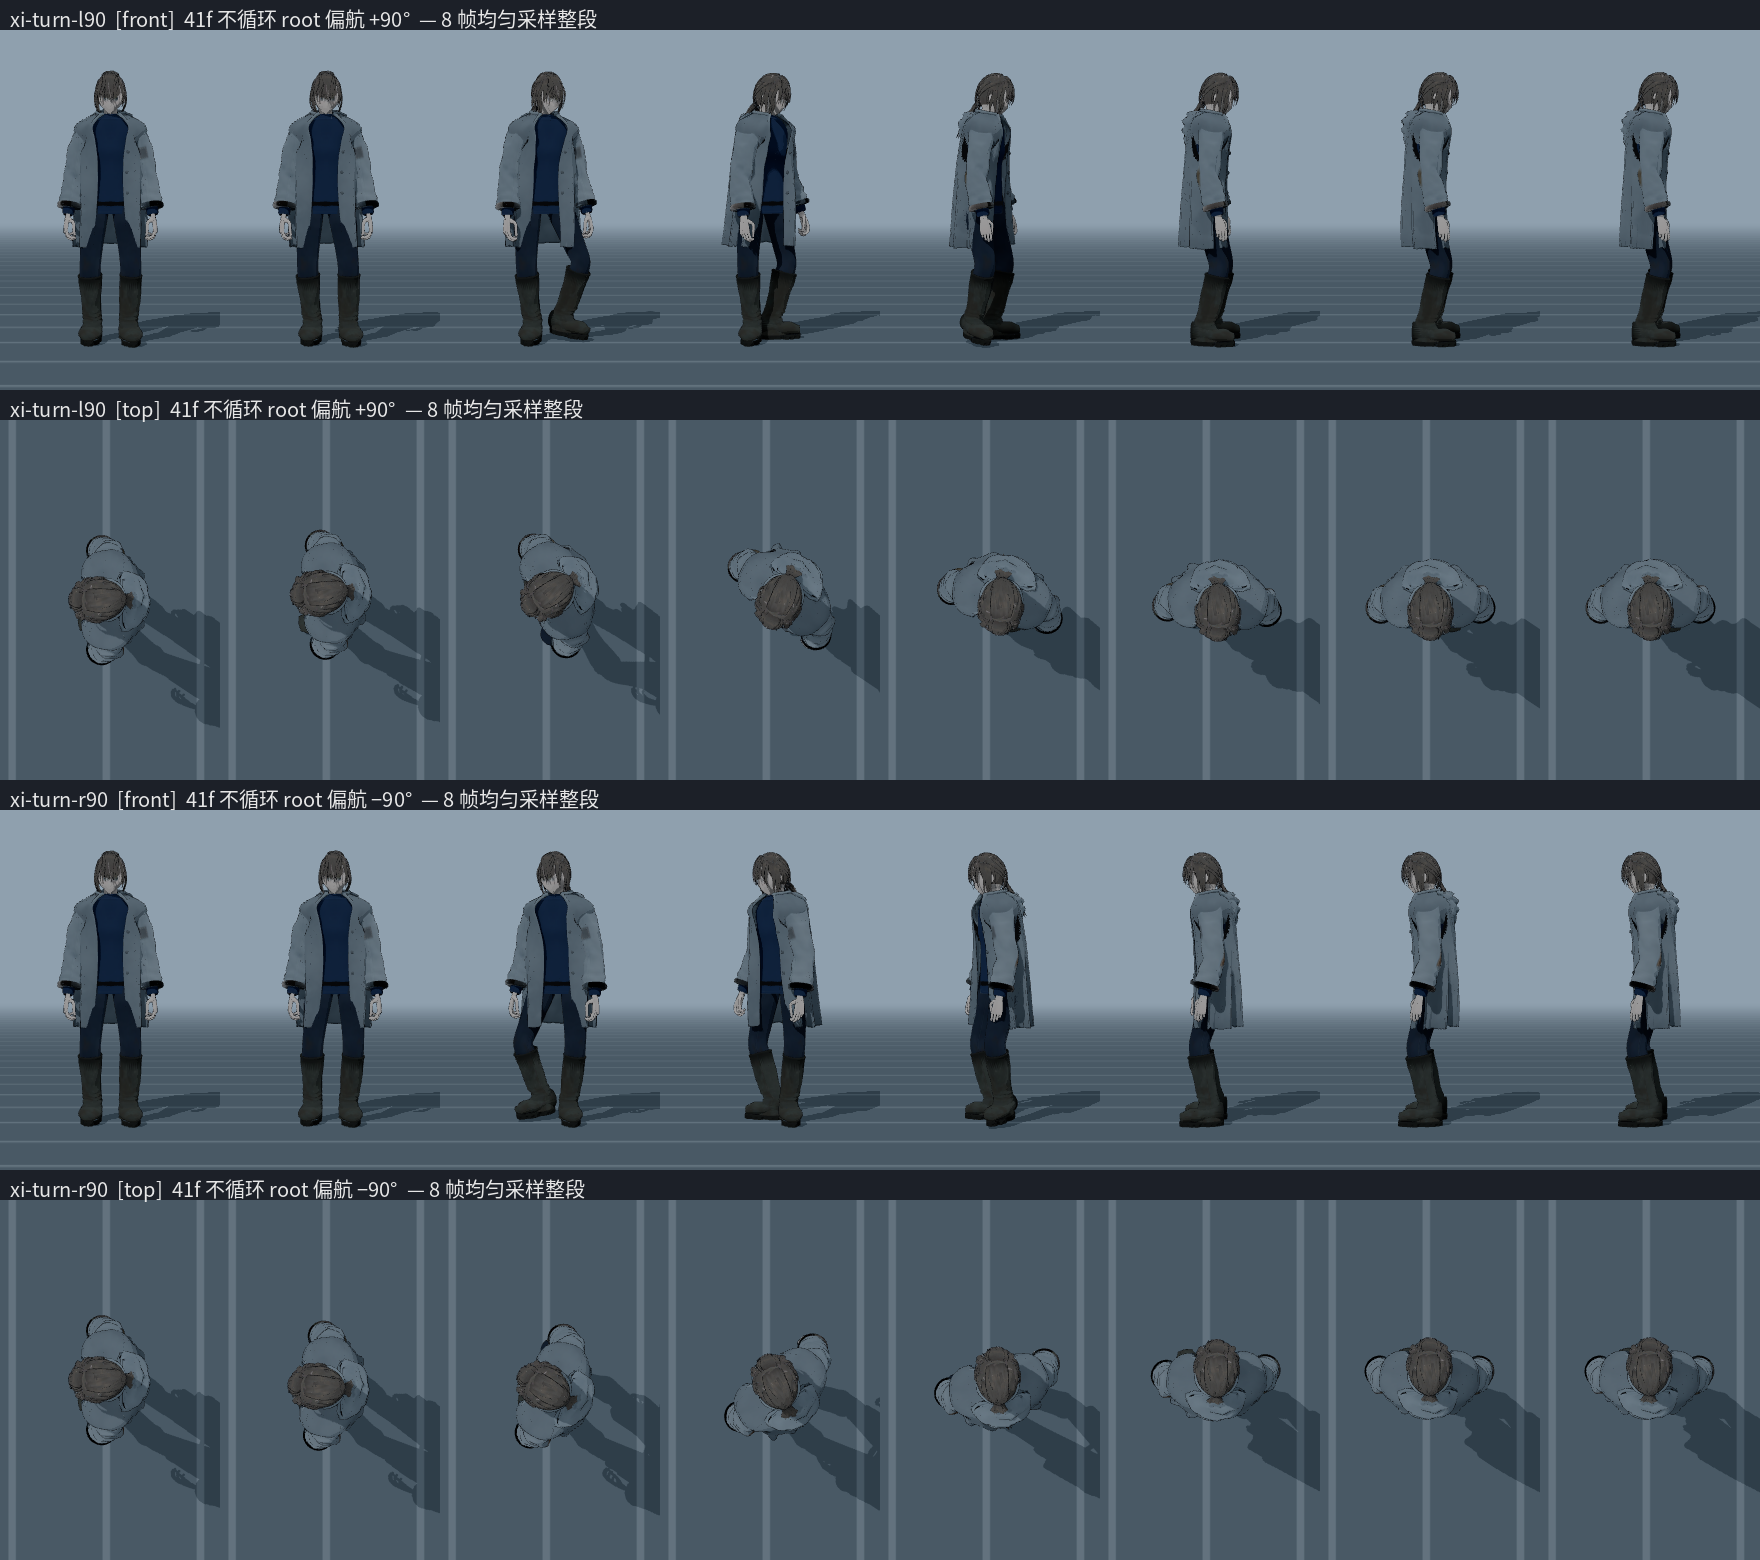 xi-turn-l90 [front] 41f 不循环 root 偏航 +90° — 8 帧均匀采样整段
xi-turn-l90 [top] 41f 不循环 root 偏航 +90° — 8 帧均匀采样整段
xi-turn-r90 [front] 41f 不循环 root 偏航 −90° — 8 帧均匀采样整段
xi-turn-r90 [top] 41f 不循环 root 偏航 −90° — 8 帧均匀采样整段